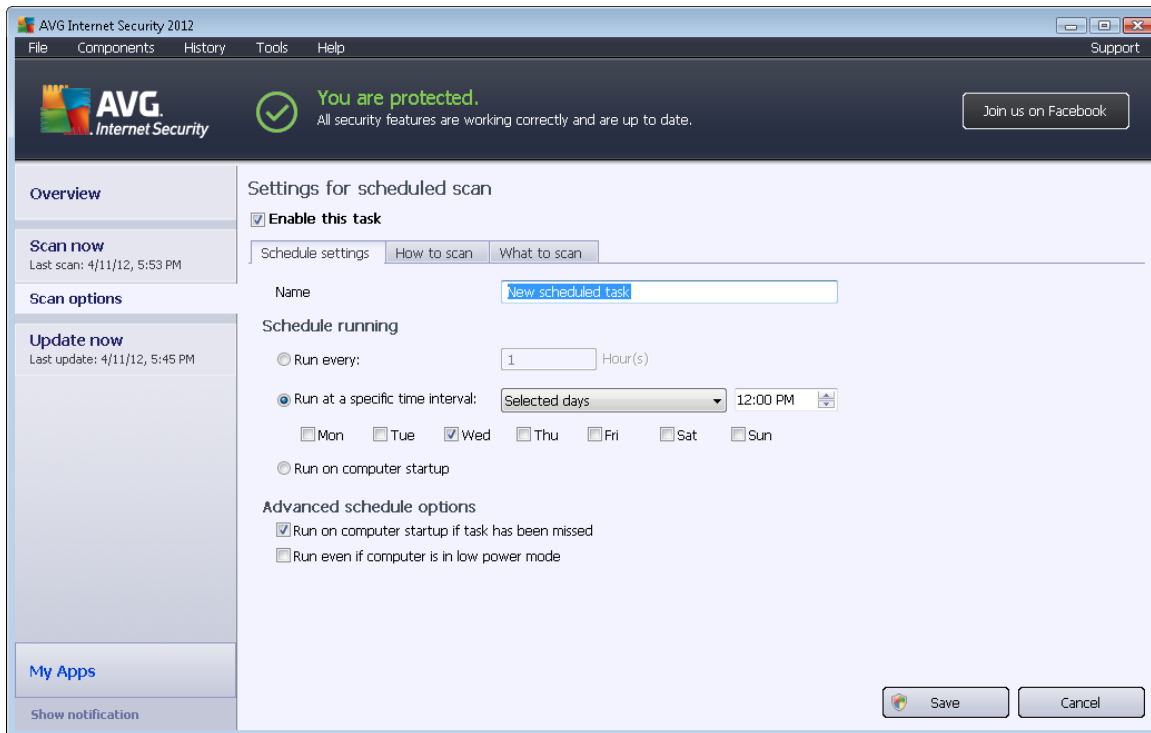 AVG Internet Security 2012
File Components History Tools Help Support
AVG.
Internet Security
You are protected.
All security features are working correctly and are up to date.
Join us on Facebook
Overview
Scan now
Last scan: 4/11/12, 5:53 PM
Scan options
Update now
Last update: 4/11/12, 5:45 PM
My Apps
Show notification
Settings for scheduled scan
Enable this task
Schedule settings How to scan What to scan
Name New scheduled task
Schedule running
Run every: 1 Hour(s)
Run at a specific time interval: Selected days 12:00 PM
Mon Tue Wed Thu Fri Sat Sun
Run on computer startup
Advanced schedule options
Run on computer startup if task has been missed
Run even if computer is in low power mode
Save Cancel